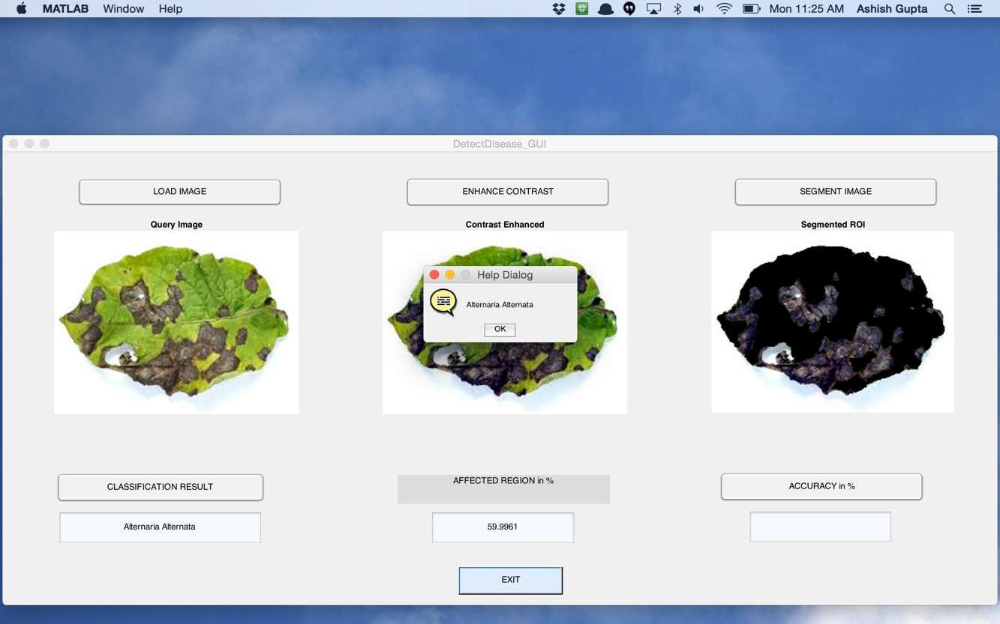 MATLAB Window Help Mon 11:25 AM Ashish Gupta
DetectDisease_GUI
LOAD IMAGE ENHANCE CONTRAST SEGMENT IMAGE
Query Image Contrast Enhanced Segmented ROI
Help Dialog
Alternaria Alternata
OK
CLASSIFICATION RESULT AFFECTED REGION in % ACCURACY in %
Alternaria Alternata 59.9961
EXIT